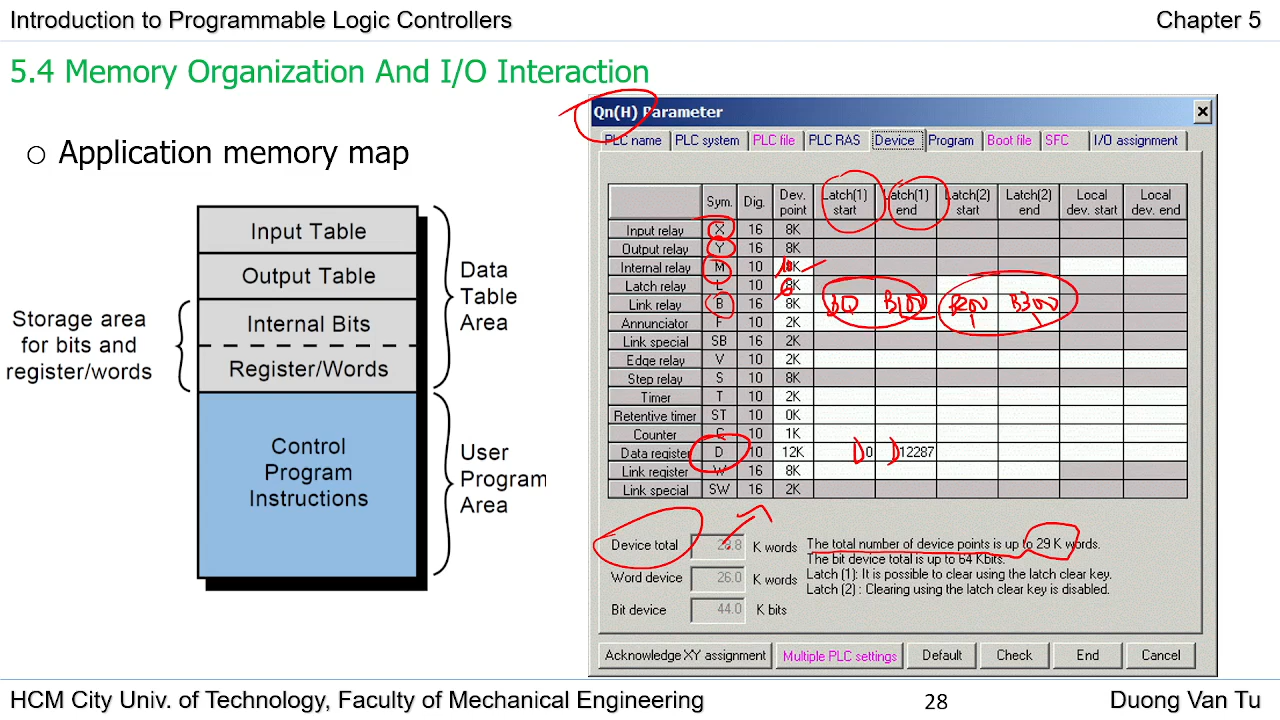 Introduction to Programmable Logic Controllers
Chapter 5
5.4 Memory Organization And I/O Interaction
Application memory map
Input Table
Output Table
Internal Bits
Register/Words
Control
Program
Instructions
Storage area
for bits and
register/words
Data
Table
Area
User
Program
Area
Qn(H) Parameter
PLC name PLC system PLC file PLC RAS Device Program Boot file SFC I/O assignment
Sym. Dig. Dev. point Latch(1) start Latch(1) end Latch(2) start Latch(2) end Local dev. start Local dev. end
Input relay X 16 8K
Output relay Y 16 8K
Internal relay M 10 8K
Latch relay L 10 8K
Link relay B 16 8K B0 B100 B200 B300
Annunciator F 10 2K
Link special SB 16 2K
Edge relay V 10 2K
Step relay S 10 8K
Timer T 10 2K
Retentive timer ST 10 0K
Counter C 10 1K
Data register D 10 12K D 0 D 12287
Link register W 16 8K
Link special SW 16 2K
Device total 28.8 K words
Word device 26.0 K words
Bit device 44.0 K bits
The total number of device points is up to 29 K words.
The bit device total is up to 64 Kbits.
Latch (1): It is possible to clear using the latch clear key.
Latch (2) : Clearing using the latch clear key is disabled.
Acknowledge XY assignment Multiple PLC settings Default Check End Cancel
HCM City Univ. of Technology, Faculty of Mechanical Engineering
28
Duong Van Tu